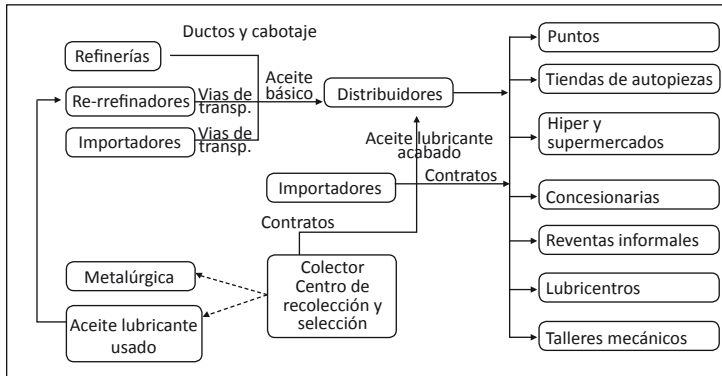 Ductos y cabotaje
Refinerías
Re-rrefinadores
Importadores
Vias de
transp.
Vias de
transp.
Aceite
básico
Distribuidores
Aceite lubricante
acabado
Importadores
Contratos
Contratos
Colector
Centro de
recolección y
selección
Metalúrgica
Aceite lubricante
usado
Puntos
Tiendas de autopiezas
Hiper y
supermercados
Concesionarias
Reventas informales
Lubricentros
Talleres mecánicos